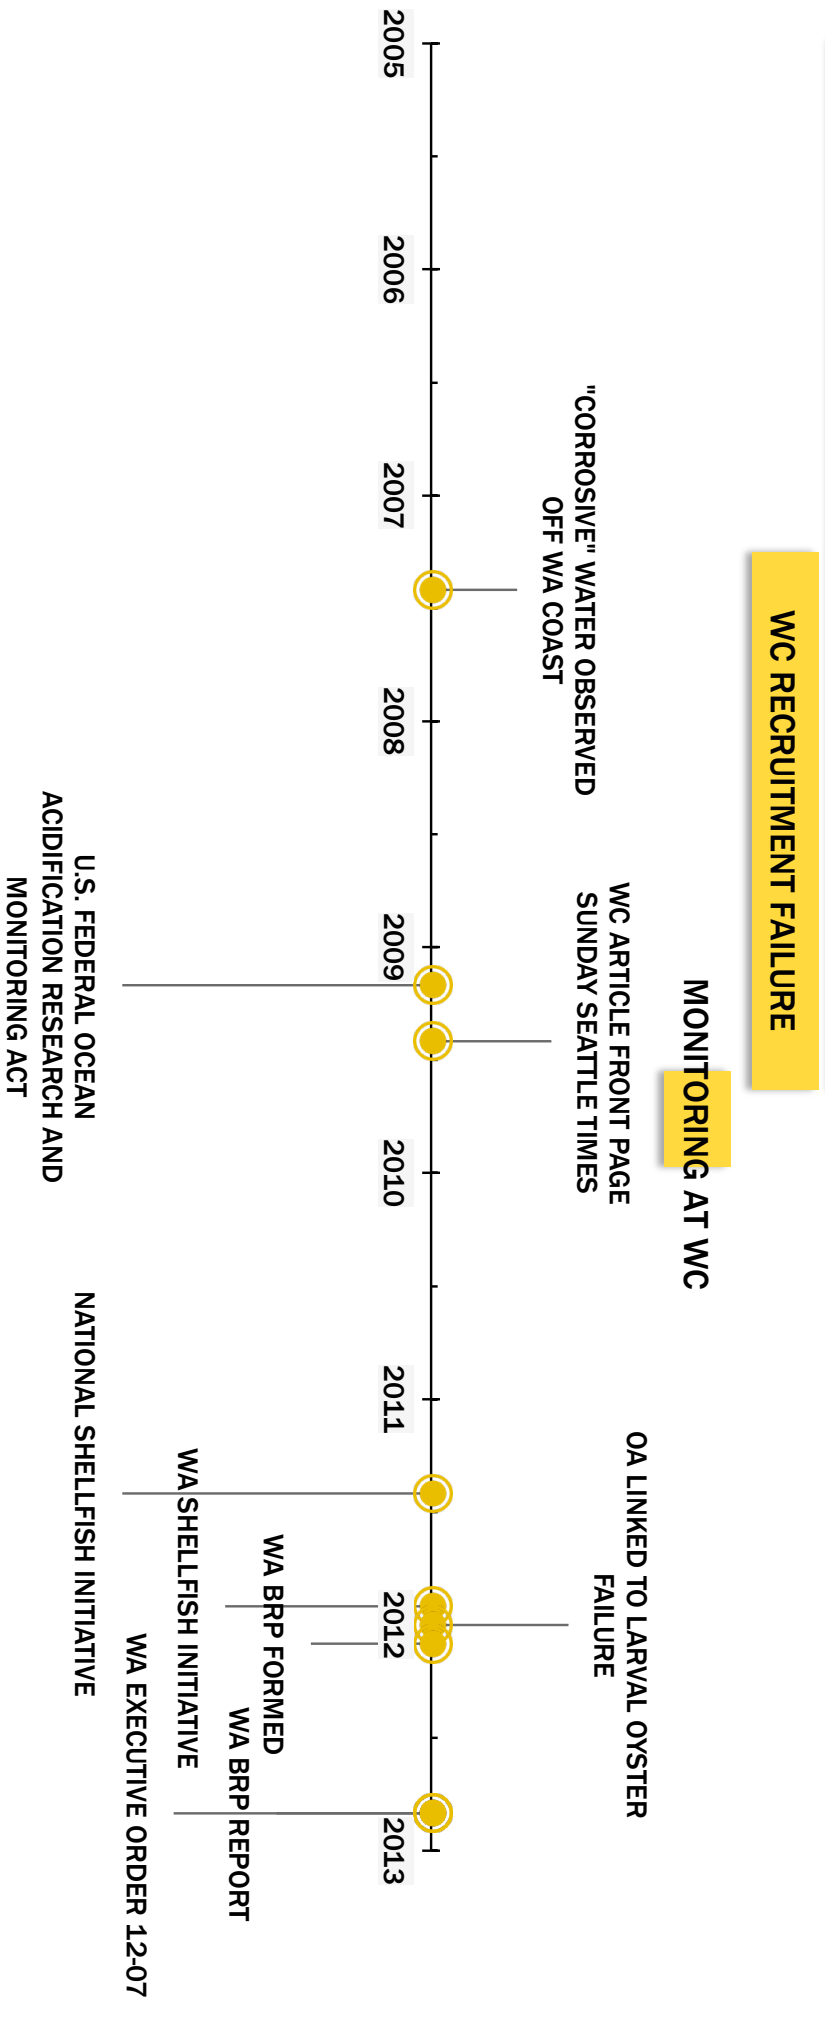 WC RECRUITMENT FAILURE
MONITORING AT WC
"CORROSIVE" WATER OBSERVED
OFF WA COAST
WC ARTICLE FRONT PAGE
SUNDAY SEATTLE TIMES
OA LINKED TO LARVAL OYSTER
FAILURE
2005
2006
2007
2008
2009
2010
2011
2012
2013
U.S. FEDERAL OCEAN
ACIDIFICATION RESEARCH AND
MONITORING ACT
NATIONAL SHELLFISH INITIATIVE
WA SHELLFISH INITIATIVE
WA BRP FORMED
WA BRP REPORT
WA EXECUTIVE ORDER 12-07